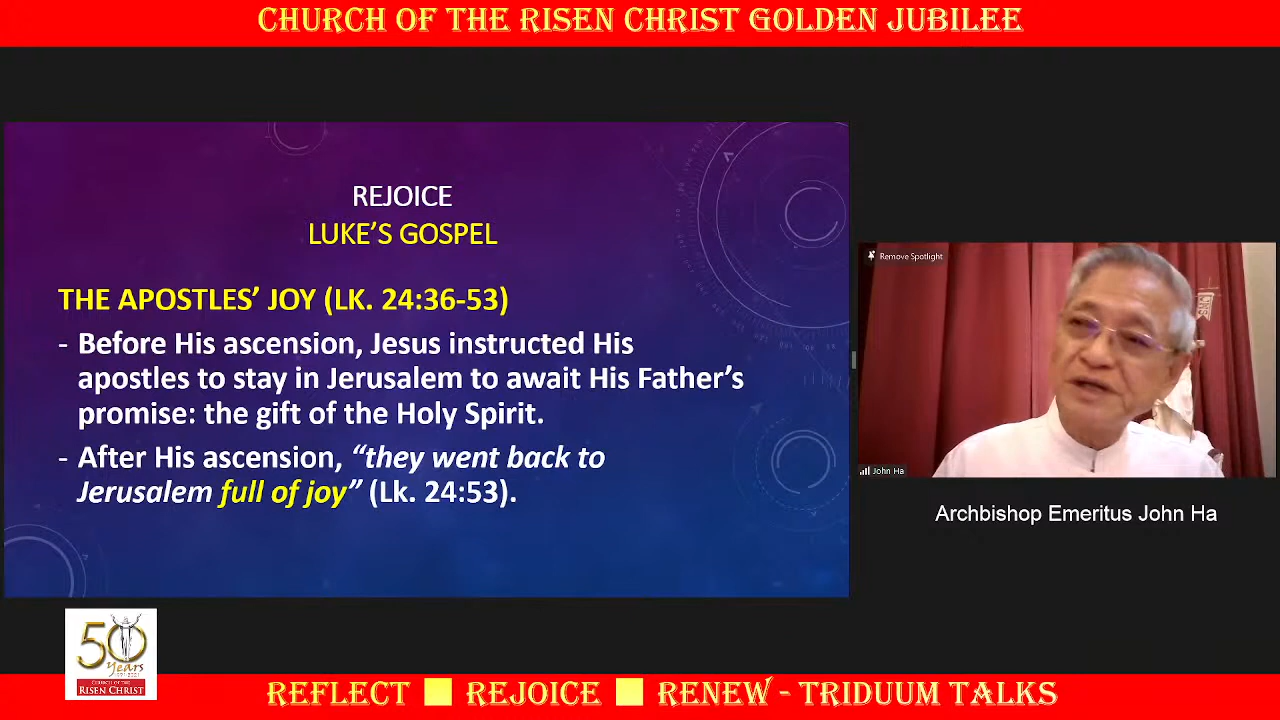 CHURCH OF THE RISEN CHRIST GOLDEN JUBILEE
REJOICE
LUKE'S GOSPEL
THE APOSTLES' JOY (LK. 24:36-53)
- Before His ascension, Jesus instructed His
apostles to stay in Jerusalem to await His Father's
promise: the gift of the Holy Spirit.
- After His ascension, "they went back to
Jerusalem full of joy" (Lk. 24:53).
Remove Spotlight
John Ha
Archbishop Emeritus John Ha
50
Years
CHURCH OF THE
RISEN CHRIST
REFLECT REJOICE RENEW - TRIDUUM TALKS